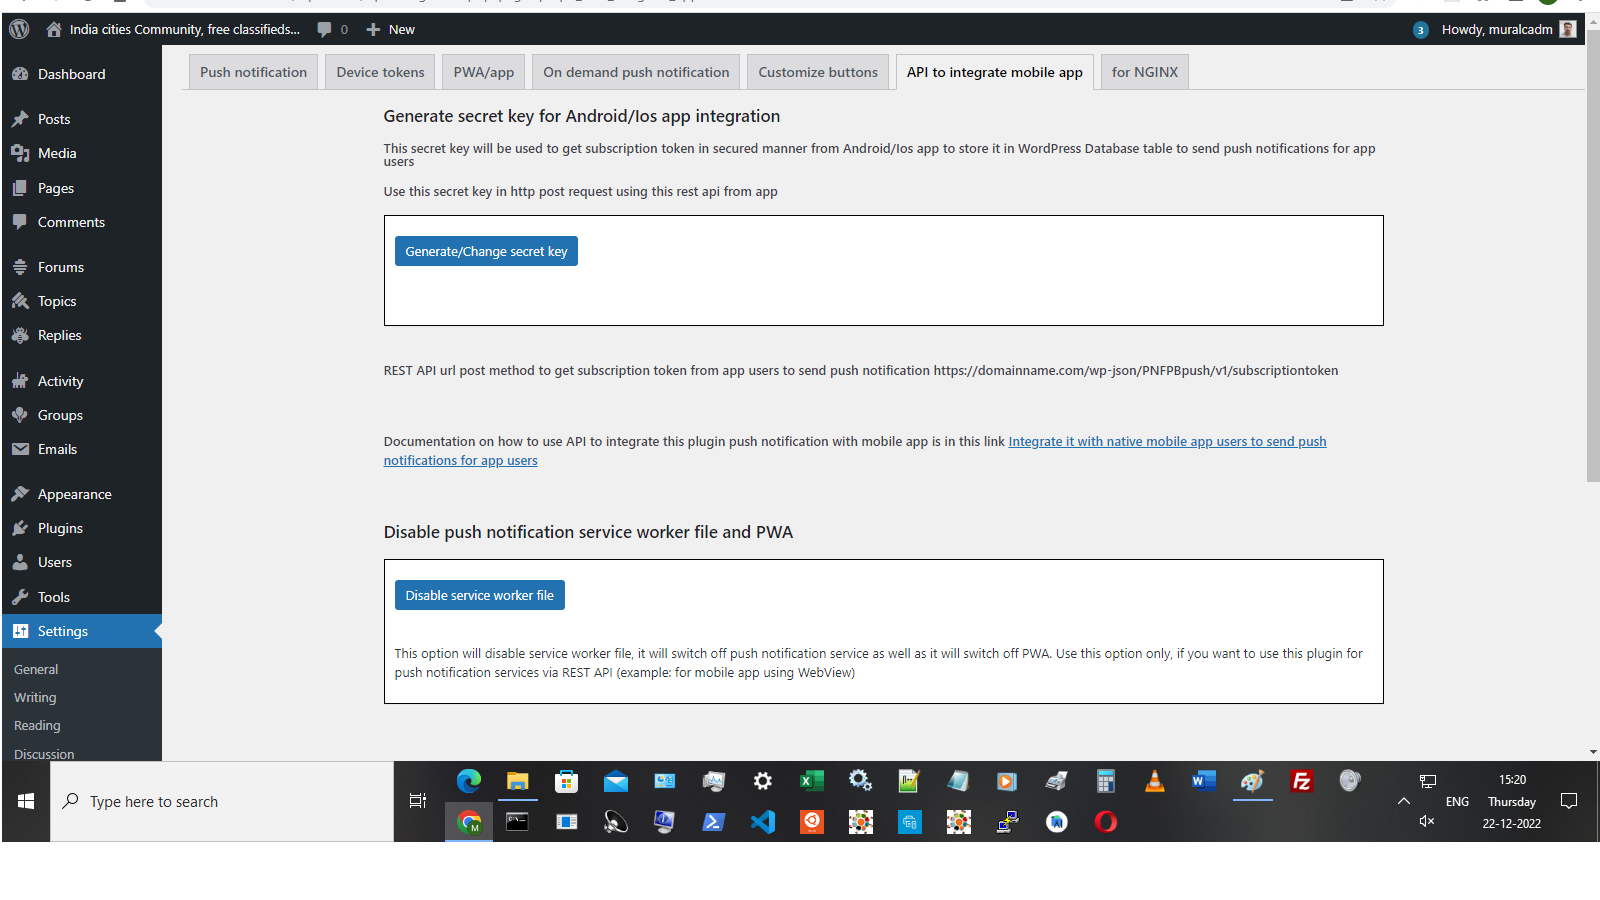 India cities Community, free classifieds...
0
New
3
Howdy, muralcadm
Dashboard
Posts
Media
Pages
Comments
Forums
Topics
Replies
Activity
Groups
Emails
Appearance
Plugins
Users
Tools
Settings
General
Writing
Reading
Discussion
Push notification
Device tokens
PWA/app
On demand push notification
Customize buttons
API to integrate mobile app
for NGINX
Generate secret key for Android/Ios app integration
This secret key will be used to get subscription token in secured manner from Android/Ios app to store it in WordPress Database table to send push notifications for app
users
Use this secret key in http post request using this rest api from app
Generate/Change secret key
REST API url post method to get subscription token from app users to send push notification https://domainname.com/wp-json/PNFPBpush/v1/subscriptiontoken
Documentation on how to use API to integrate this plugin push notification with mobile app is in this link Integrate it with native mobile app users to send push
notifications for app users
Disable push notification service worker file and PWA
Disable service worker file
This option will disable service worker file, it will switch off push notification service as well as it will switch off PWA. Use this option only, if you want to use this plugin for
push notification services via REST API (example: for mobile app using WebView)
Type here to search
ENG
15:20
Thursday
22-12-2022